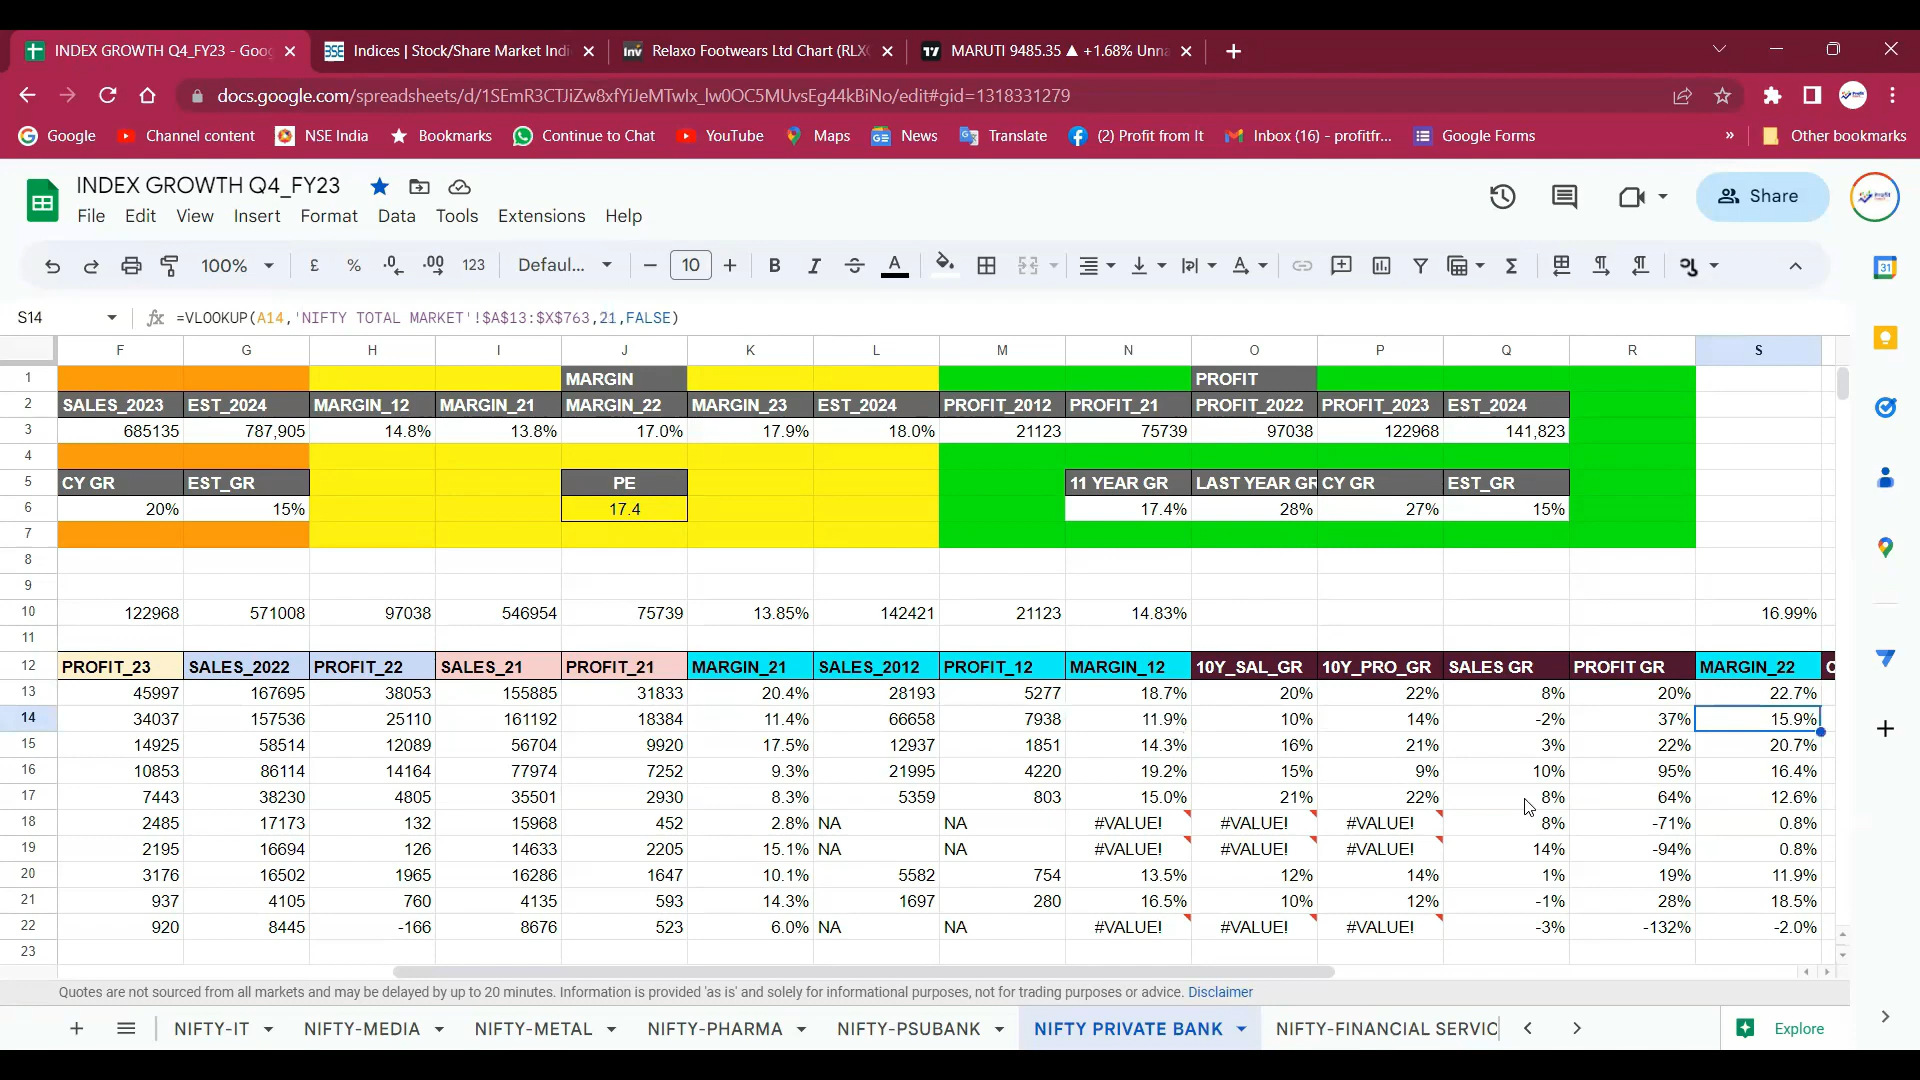 INDEX GROWTH Q4_FY23 - Goog Indices | Stock/Share Market Indi Inv Relaxo Footwears Ltd Chart (RLXO MARUTI 9485.35 ▲ +1.68% Unna
docs.google.com/spreadsheets/d/1SEmR3CTJiZw8xfYiJeMTwIx_lw0OC5MUvsEg44kBiNo/edit#gid=1318331279
Google Channel content NSE India Bookmarks Continue to Chat YouTube Maps News Translate (2) Profit from It Inbox (16) - profitfr... Google Forms » Other bookmarks
INDEX GROWTH Q4_FY23
Share
File Edit View Insert Format Data Tools Extensions Help
100% £ % .0 .00 123 Defaul... 10 B I S A
S14 fx =VLOOKUP(A14,'NIFTY TOTAL MARKET'!$A$13:$X$763,21,FALSE)
F G H I J K L M N O P Q R S
1 MARGIN PROFIT
2 SALES_2023 EST_2024 MARGIN_12 MARGIN_21 MARGIN_22 MARGIN_23 EST_2024 PROFIT_2012 PROFIT_21 PROFIT_2022 PROFIT_2023 EST_2024
3 685135 787,905 14.8% 13.8% 17.0% 17.9% 18.0% 21123 75739 97038 122968 141,823
4
5 CY GR EST_GR PE 11 YEAR GR LAST YEAR GR CY GR EST_GR
6 20% 15% 17.4 17.4% 28% 27% 15%
7
8
9
10 122968 571008 97038 546954 75739 13.85% 142421 21123 14.83% 16.99%
11
12 PROFIT_23 SALES_2022 PROFIT_22 SALES_21 PROFIT_21 MARGIN_21 SALES_2012 PROFIT_12 MARGIN_12 10Y_SAL_GR 10Y_PRO_GR SALES GR PROFIT GR MARGIN_22 C
13 45997 167695 38053 155885 31833 20.4% 28193 5277 18.7% 20% 22% 8% 20% 22.7%
14 34037 157536 25110 161192 18384 11.4% 66658 7938 11.9% 10% 14% -2% 37% 15.9%
15 14925 58514 12089 56704 9920 17.5% 12937 1851 14.3% 16% 21% 3% 22% 20.7%
16 10853 86114 14164 77974 7252 9.3% 21995 4220 19.2% 15% 9% 10% 95% 16.4%
17 7443 38230 4805 35501 2930 8.3% 5359 803 15.0% 21% 22% 8% 64% 12.6%
18 2485 17173 132 15968 452 2.8% NA NA #VALUE! #VALUE! #VALUE! 8% -71% 0.8%
19 2195 16694 126 14633 2205 15.1% NA NA #VALUE! #VALUE! #VALUE! 14% -94% 0.8%
20 3176 16502 1965 16286 1647 10.1% 5582 754 13.5% 12% 14% 1% 19% 11.9%
21 937 4105 760 4135 593 14.3% 1697 280 16.5% 10% 12% -1% 28% 18.5%
22 920 8445 -166 8676 523 6.0% NA NA #VALUE! #VALUE! #VALUE! -3% -132% -2.0%
23
Quotes are not sourced from all markets and may be delayed by up to 20 minutes. Information is provided 'as is' and solely for informational purposes, not for trading purposes or advice. Disclaimer
NIFTY-IT NIFTY-MEDIA NIFTY-METAL NIFTY-PHARMA NIFTY-PSUBANK NIFTY PRIVATE BANK NIFTY-FINANCIAL SERVIC Explore